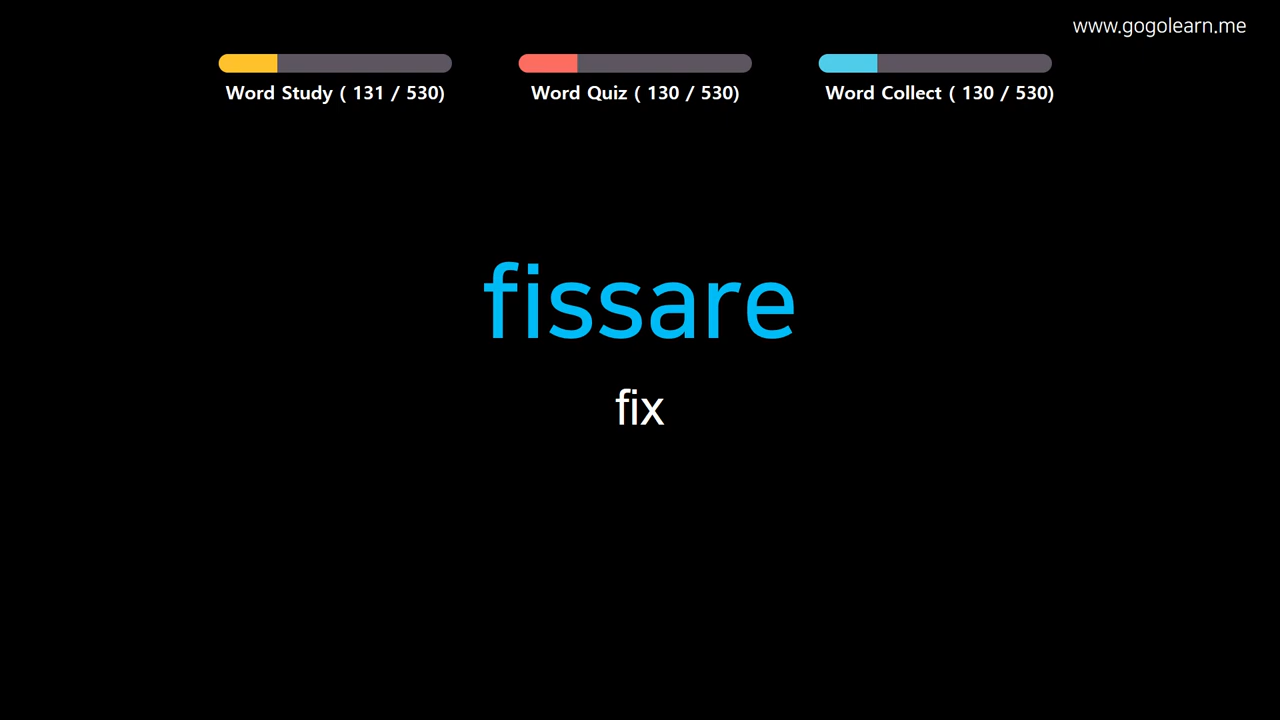 www.gogolearn.me
Word Study ( 131 / 530)
Word Quiz ( 130 / 530)
Word Collect ( 130 / 530)
fissare
fix